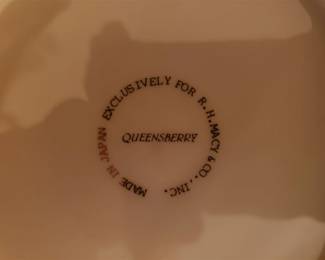 MADE IN JAPAN EXCLUSIVELY FOR R.H.MACY & CO., INC.
QUEENSBERRY